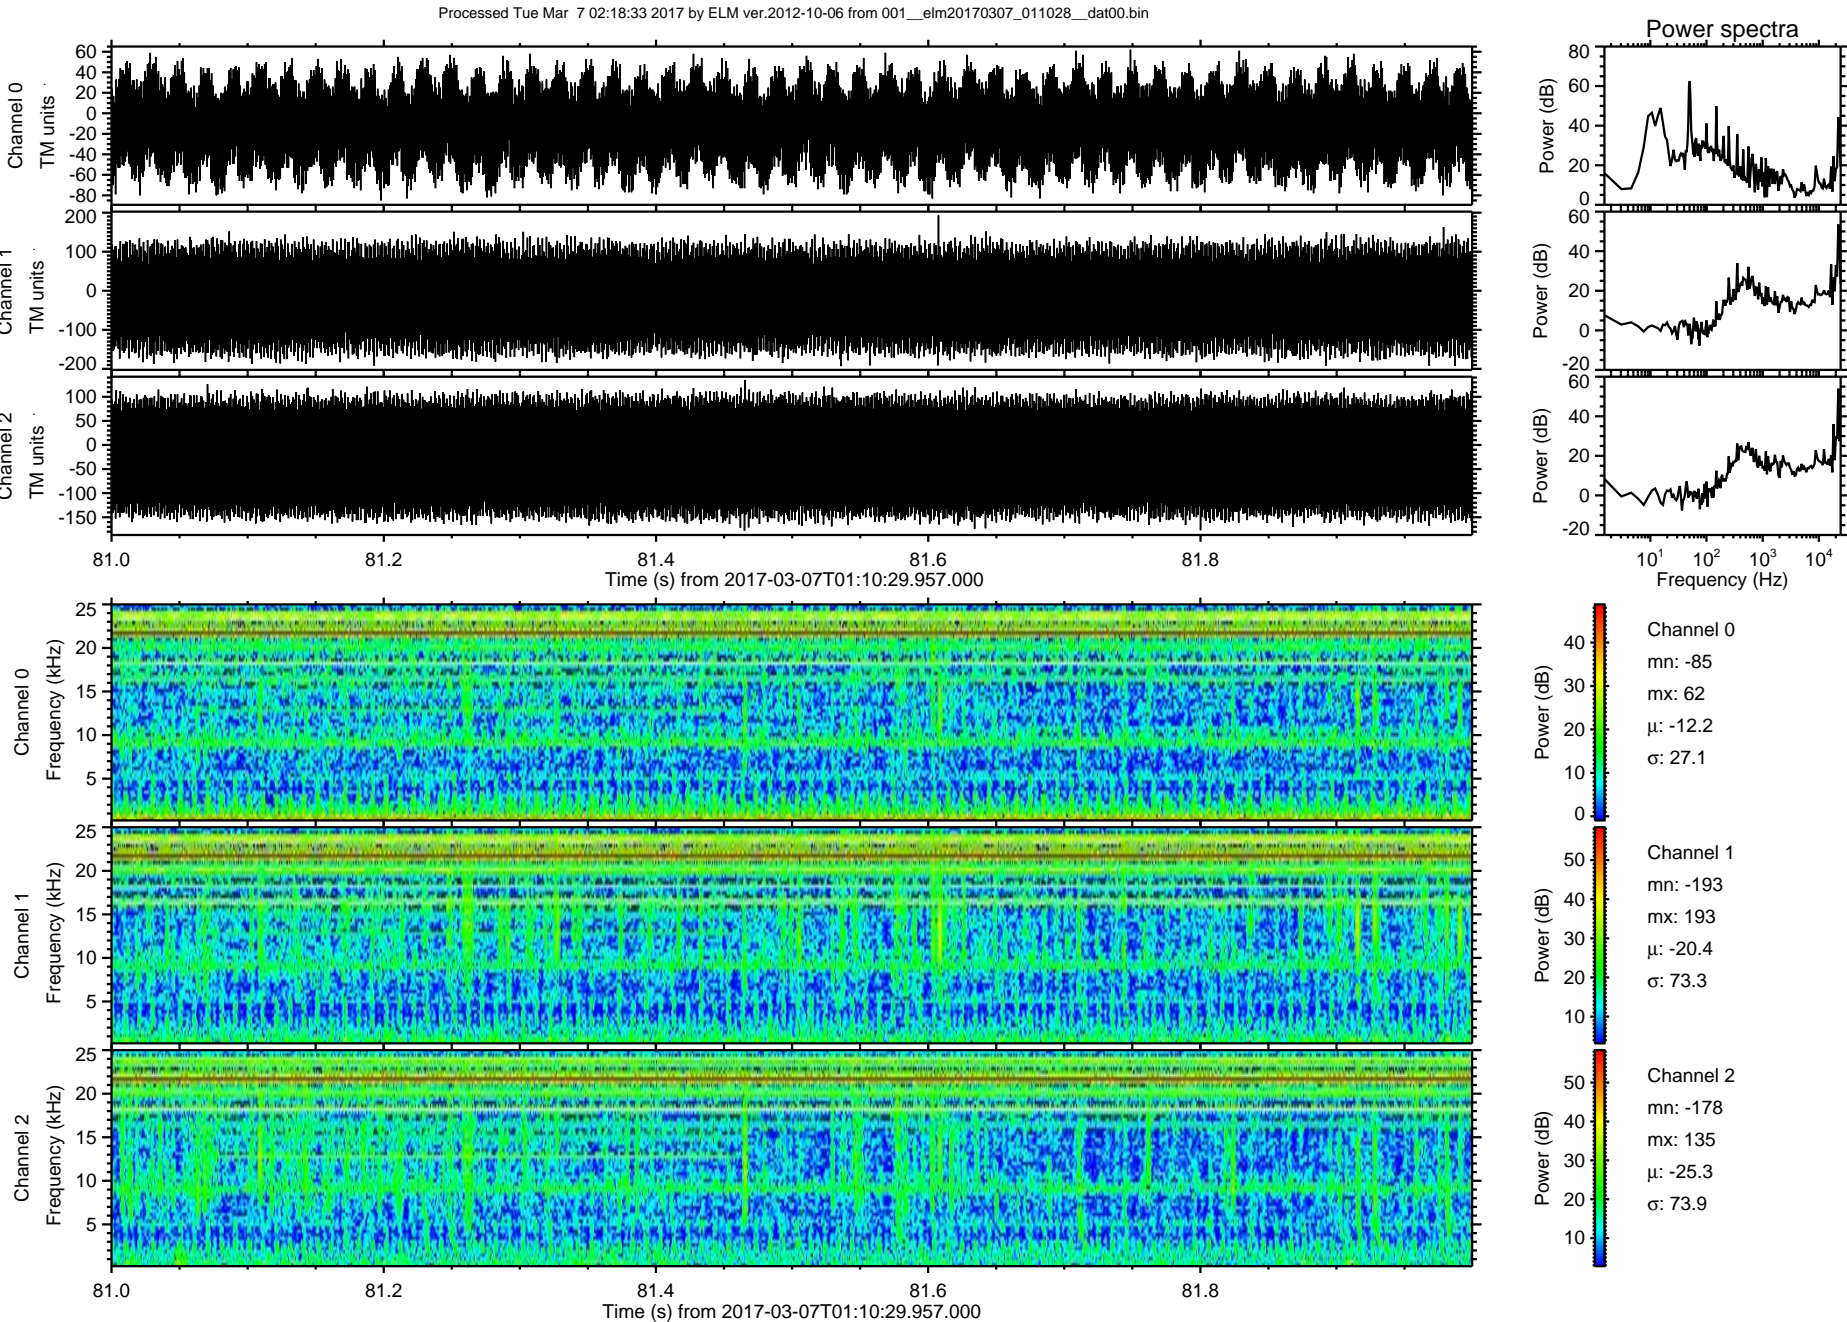 Processed Tue Mar 7 02:18:33 2017 by ELM ver.2012-10-06 from 001__elm20170307_011028__dat00.bin
Power spectra
Channel 0
TM units
60
40
20
0
-20
-40
-60
-80
Power (dB)
80
60
40
20
0
Channel 1
TM units
200
100
0
-100
-200
Power (dB)
60
40
20
0
-20
Channel 2
TM units
100
50
0
-50
-100
-150
Power (dB)
60
40
20
0
-20
81.0 81.2 81.4 81.6 81.8
Time (s) from 2017-03-07T01:10:29.957.000
10^1 10^2 10^3 10^4
Frequency (Hz)
Channel 0
Frequency (kHz)
25
20
15
10
5
Power (dB)
40
30
20
10
0
Channel 0
mn: -85
mx: 62
μ: -12.2
σ: 27.1
Channel 1
Frequency (kHz)
25
20
15
10
5
Power (dB)
50
40
30
20
10
Channel 1
mn: -193
mx: 193
μ: -20.4
σ: 73.3
Channel 2
Frequency (kHz)
25
20
15
10
5
Power (dB)
50
40
30
20
10
Channel 2
mn: -178
mx: 135
μ: -25.3
σ: 73.9
81.0 81.2 81.4 81.6 81.8
Time (s) from 2017-03-07T01:10:29.957.000